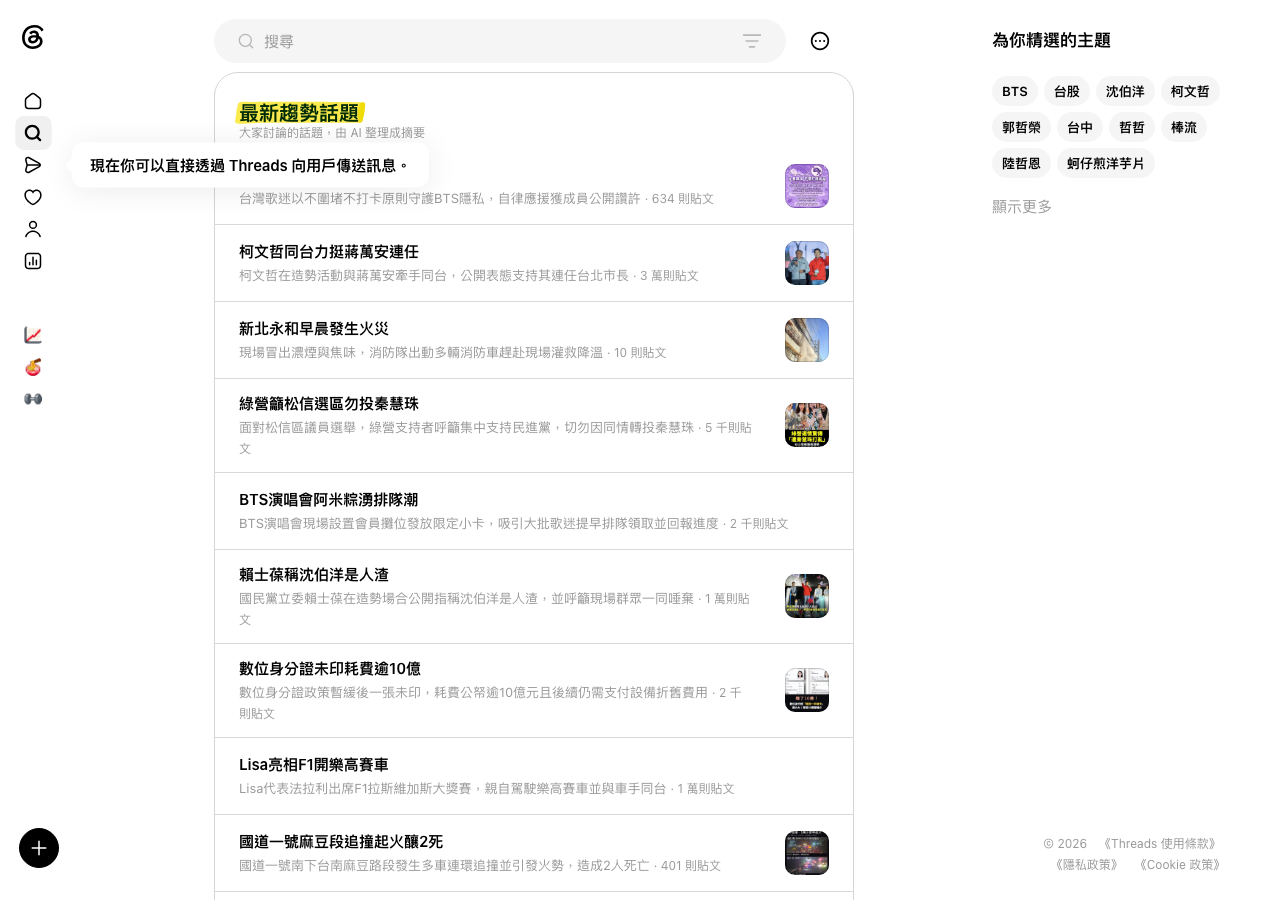 搜尋
最新趨勢話題
大家討論的話題，由 AI 整理成摘要
現在你可以直接透過 Threads 向用戶傳送訊息。
台灣歌迷以不圍堵不打卡原則守護BTS隱私，自律應援獲成員公開讚許 · 634 則貼文
柯文哲同台力挺蔣萬安連任
柯文哲在造勢活動與蔣萬安牽手同台，公開表態支持其連任台北市長 · 3 萬則貼文
新北永和早晨發生火災
現場冒出濃煙與焦味，消防隊出動多輛消防車趕赴現場灌救降溫 · 10 則貼文
綠營籲松信選區勿投秦慧珠
面對松信區議員選舉，綠營支持者呼籲集中支持民進黨，切勿因同情轉投秦慧珠 · 5 千則貼
文
BTS演唱會阿米粽湧排隊潮
BTS演唱會現場設置會員攤位發放限定小卡，吸引大批歌迷提早排隊領取並回報進度 · 2 千則貼文
賴士葆稱沈伯洋是人渣
國民黨立委賴士葆在造勢場合公開指稱沈伯洋是人渣，並呼籲現場群眾一同唾棄 · 1 萬則貼
文
數位身分證未印耗費逾10億
數位身分證政策暫緩後一張未印，耗費公帑逾10億元且後續仍需支付設備折舊費用 · 2 千
則貼文
Lisa亮相F1開樂高賽車
Lisa代表法拉利出席F1拉斯維加斯大獎賽，親自駕駛樂高賽車並與車手同台 · 1 萬則貼文
國道一號麻豆段追撞起火釀2死
國道一號南下台南麻豆路段發生多車連環追撞並引發火勢，造成2人死亡 · 401 則貼文
為你精選的主題
BTS 台股 沈伯洋 柯文哲
郭哲榮 台中 哲哲 棒流
陸哲恩 蚵仔煎洋芋片
顯示更多
© 2026 《Threads 使用條款》
《隱私政策》 《Cookie 政策》